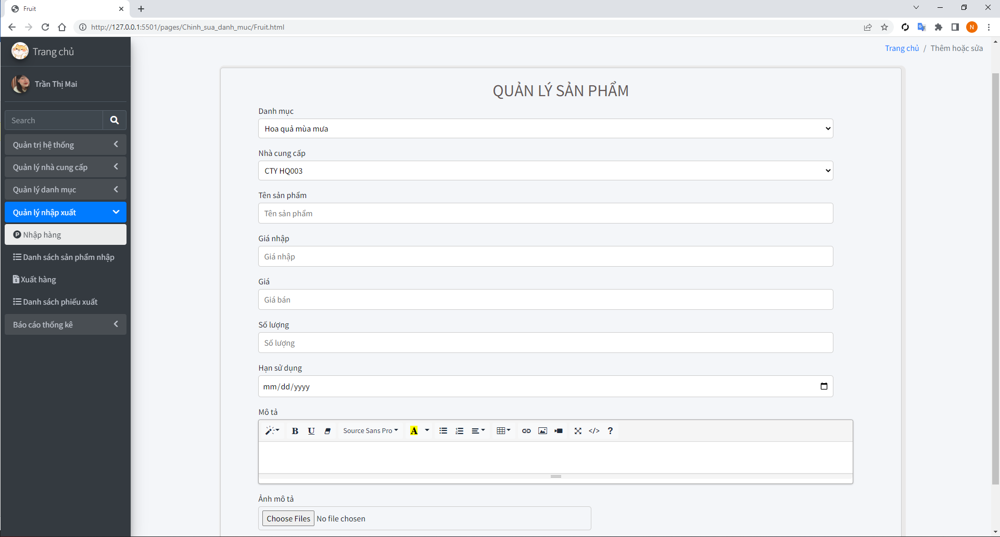 Fruit
http://127.0.0.1:5501/pages/Chinh_sua_danh_muc/Fruit.html
N
Trang chủ
Trang chủ / Thêm hoặc sửa
Trần Thị Mai
Search
Quản trị hệ thống
Quản lý nhà cung cấp
Quản lý danh mục
Quản lý nhập xuất
Nhập hàng
Danh sách sản phẩm nhập
Xuất hàng
Danh sách phiếu xuất
Báo cáo thống kê
QUẢN LÝ SẢN PHẨM
Danh mục
Hoa quả mùa mưa
Nhà cung cấp
CTY HQ003
Tên sản phẩm
Tên sản phẩm
Giá nhập
Giá nhập
Giá
Giá bán
Số lượng
Số lượng
Hạn sử dụng
mm/dd/yyyy
Mô tả
B U Source Sans Pro A </> ?
Ảnh mô tả
Choose Files No file chosen